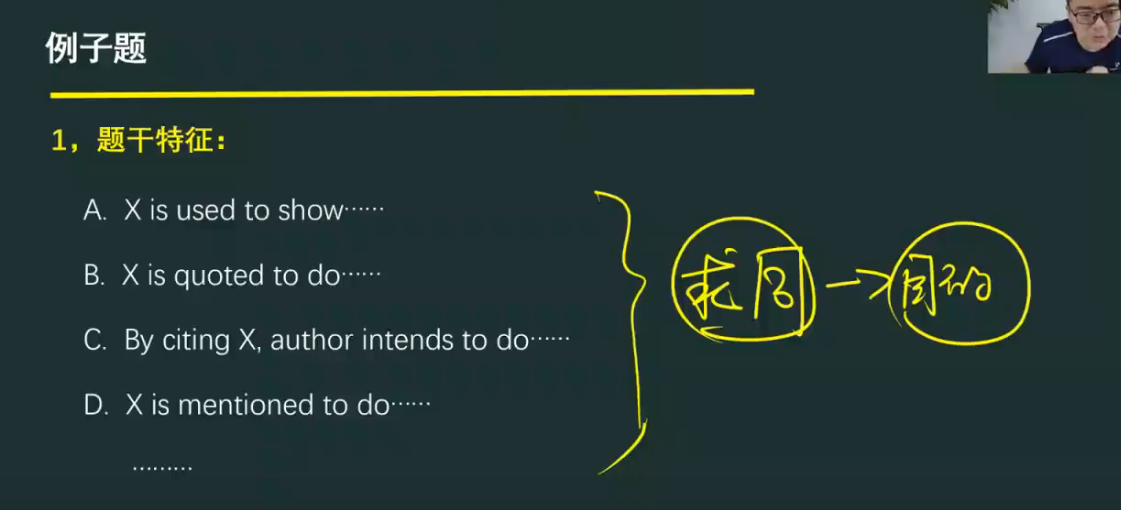 例子题
1，题干特征：
A. X is used to show······
B. X is quoted to do······
C. By citing X, author intends to do······
D. X is mentioned to do······
·········
求因→目的